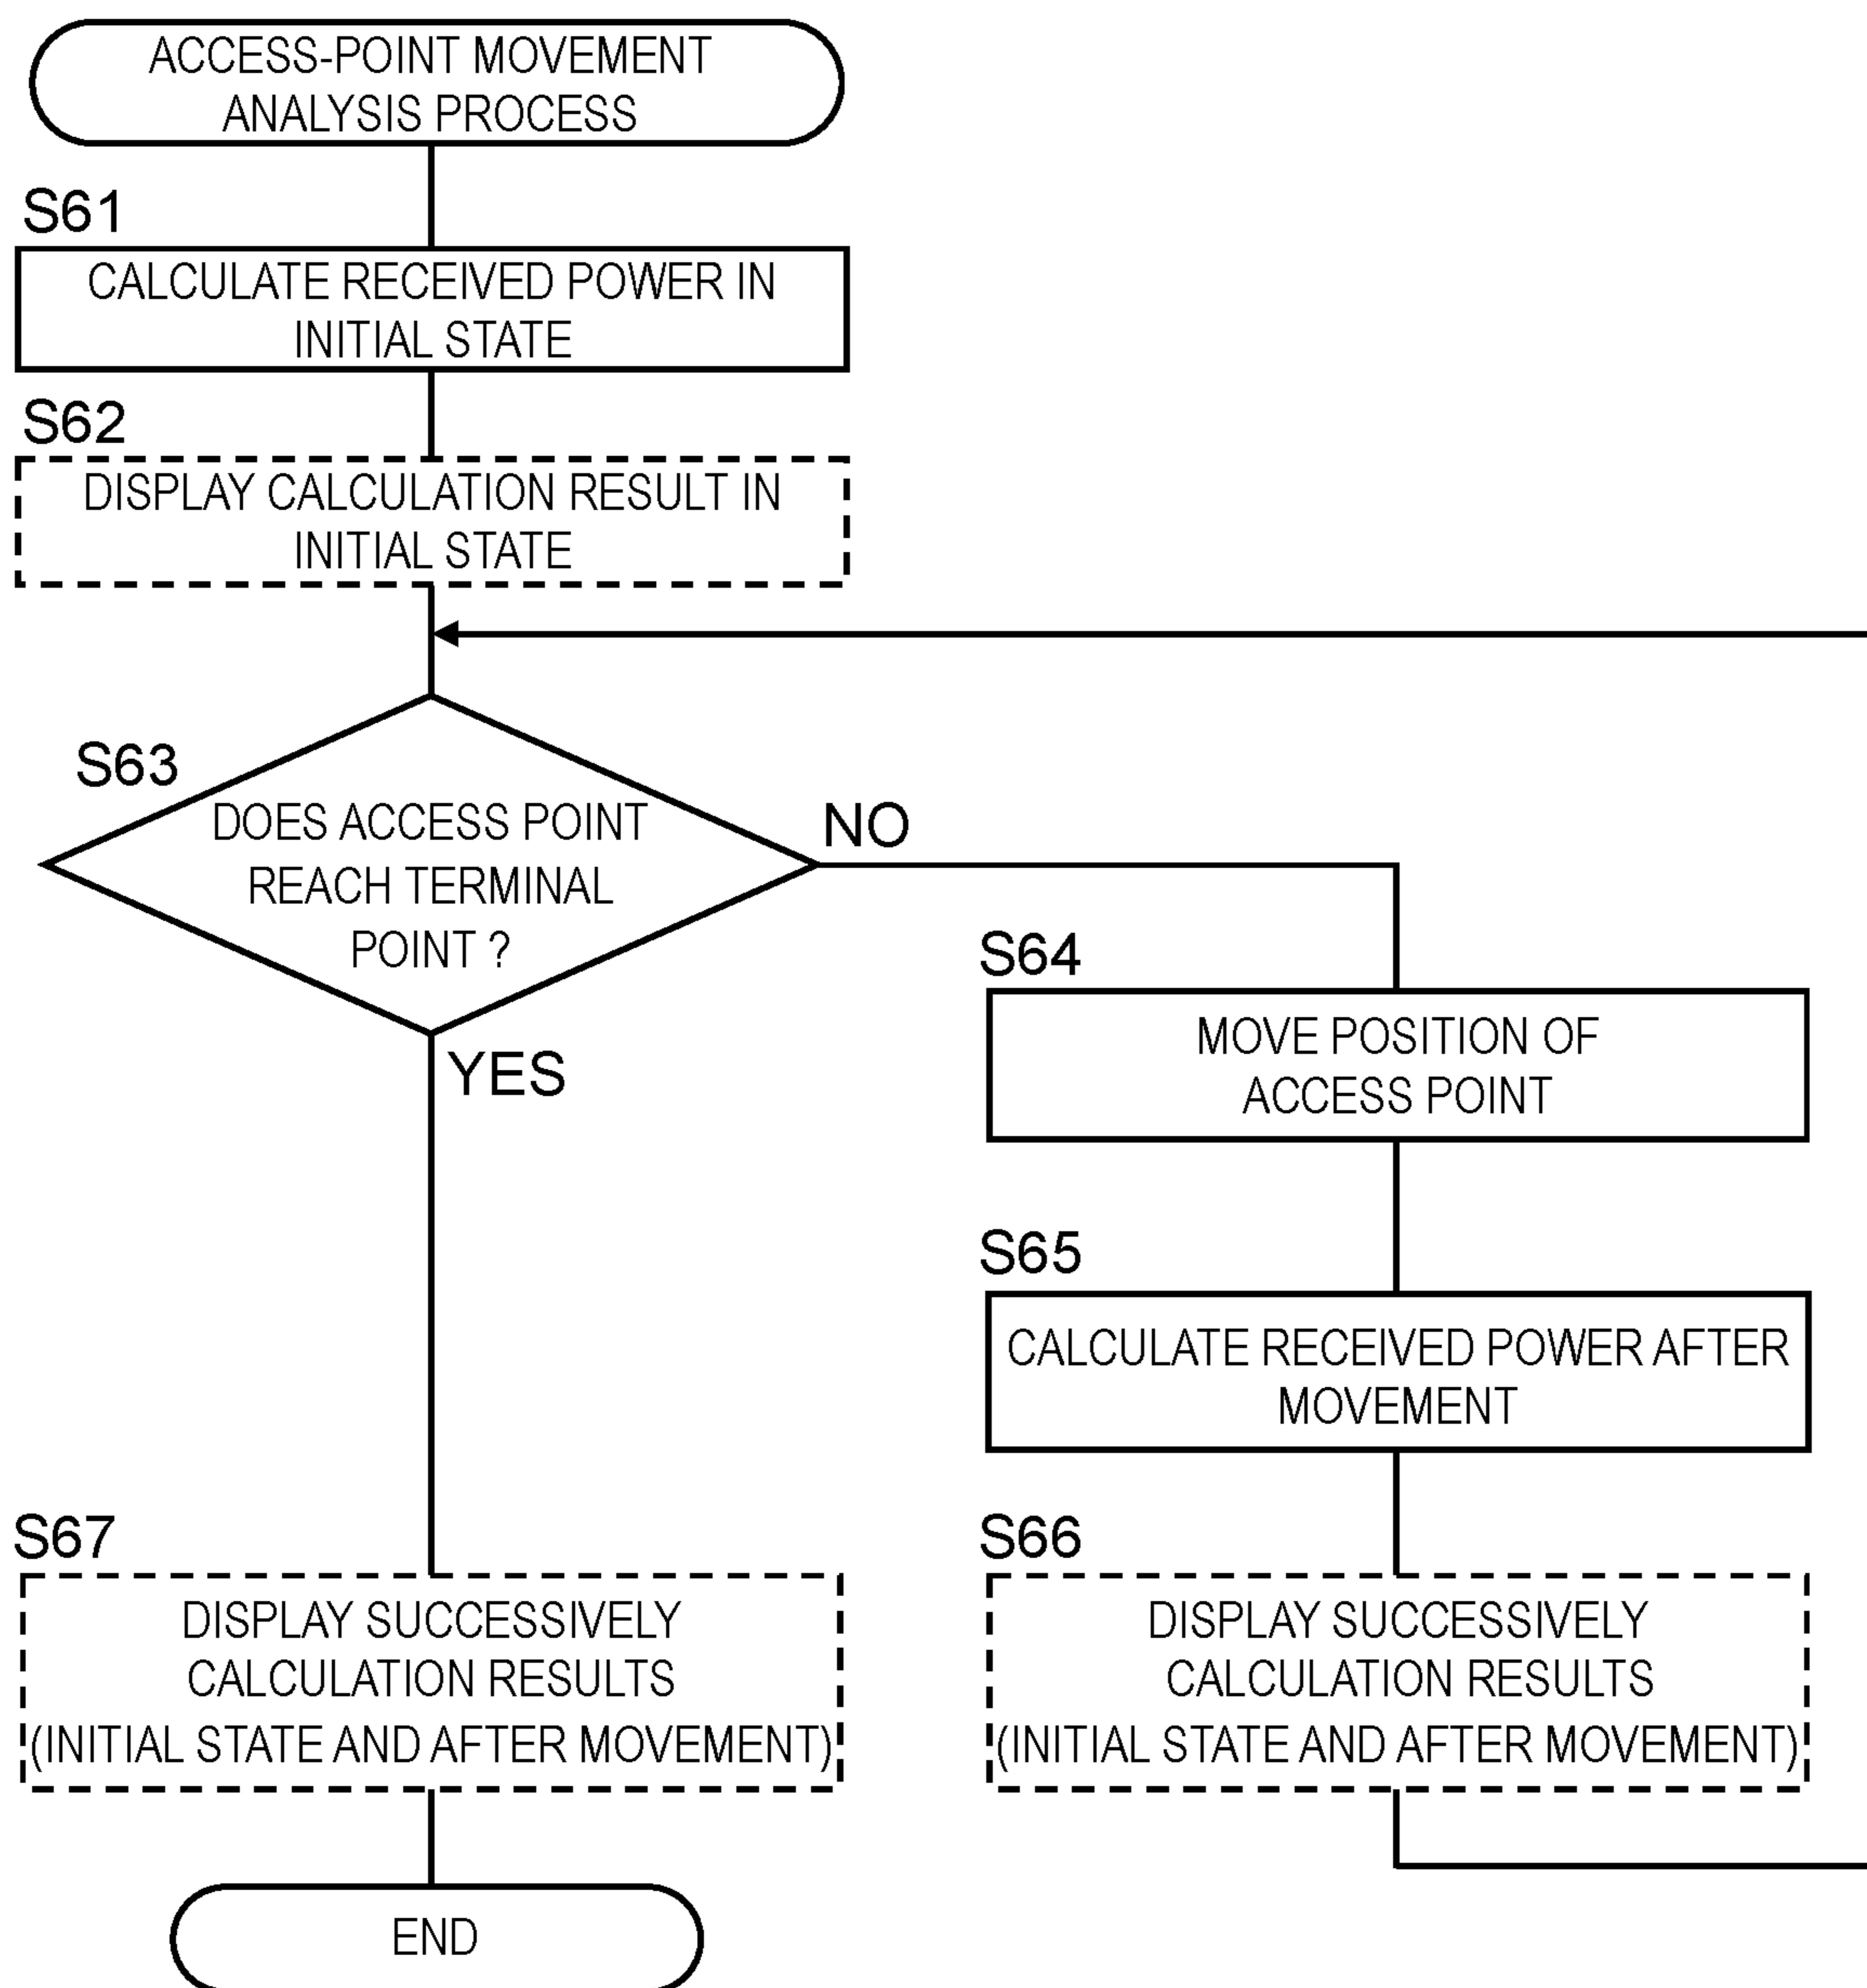 ACCESS-POINT MOVEMENT
ANALYSIS PROCESS
S61
CALCULATE RECEIVED POWER IN
INITIAL STATE
S62
DISPLAY CALCULATION RESULT IN
INITIAL STATE
S63
DOES ACCESS POINT
REACH TERMINAL
POINT ?
NO
YES
S64
MOVE POSITION OF
ACCESS POINT
S65
CALCULATE RECEIVED POWER AFTER
MOVEMENT
S66
DISPLAY SUCCESSIVELY
CALCULATION RESULTS
(INITIAL STATE AND AFTER MOVEMENT)
S67
DISPLAY SUCCESSIVELY
CALCULATION RESULTS
(INITIAL STATE AND AFTER MOVEMENT)
END